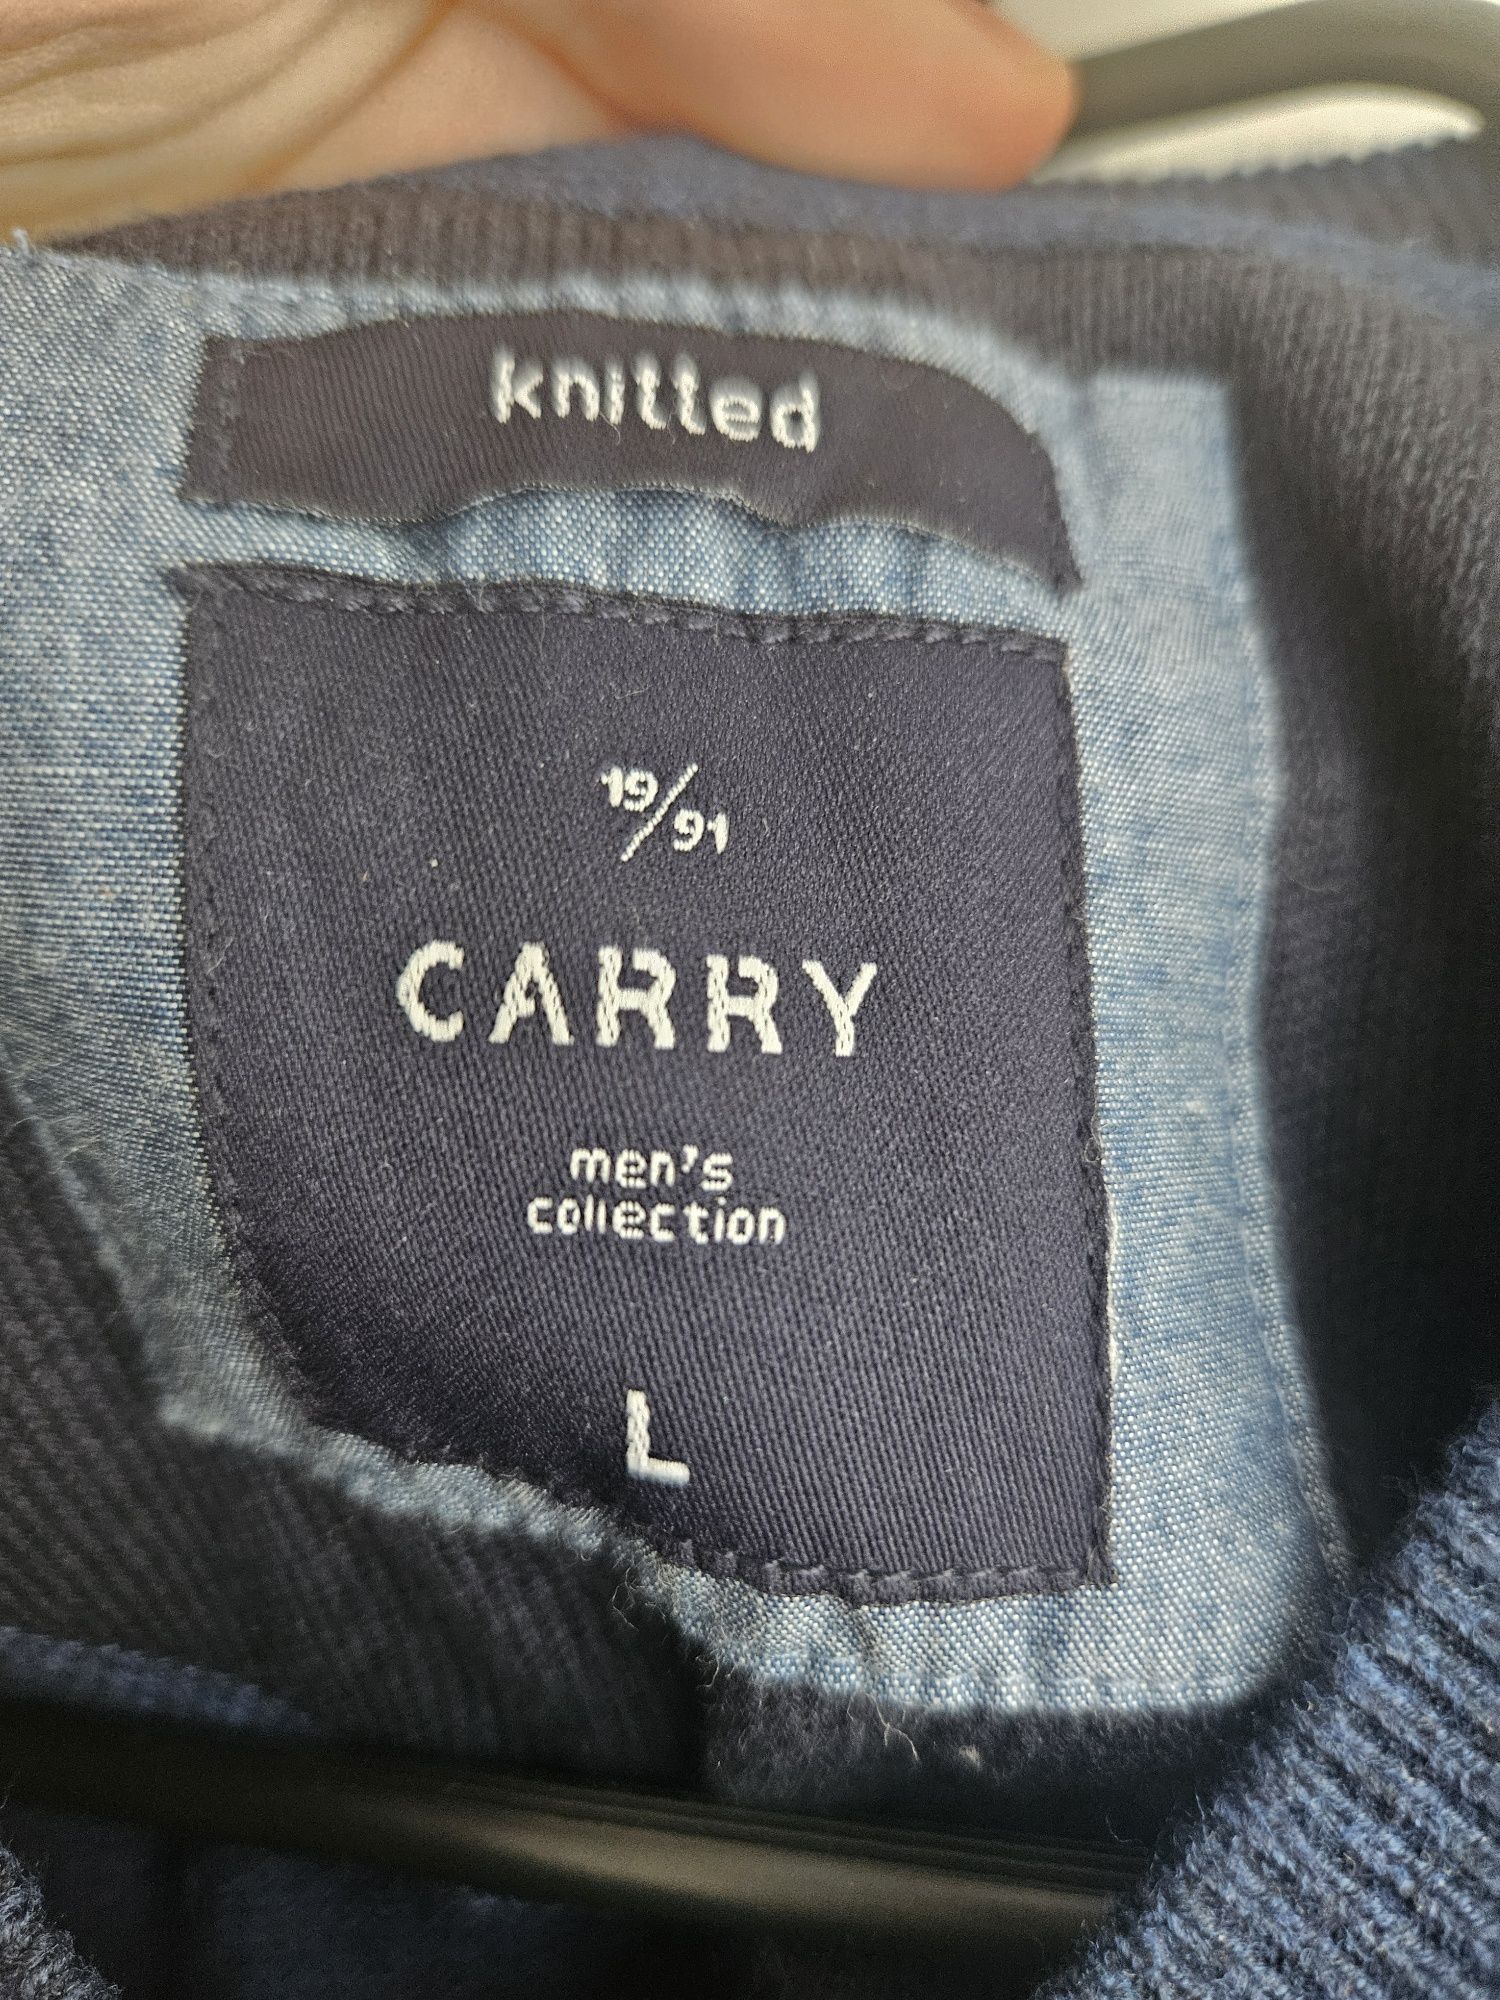 knitted
19/91
CARRY
men's
collection
L